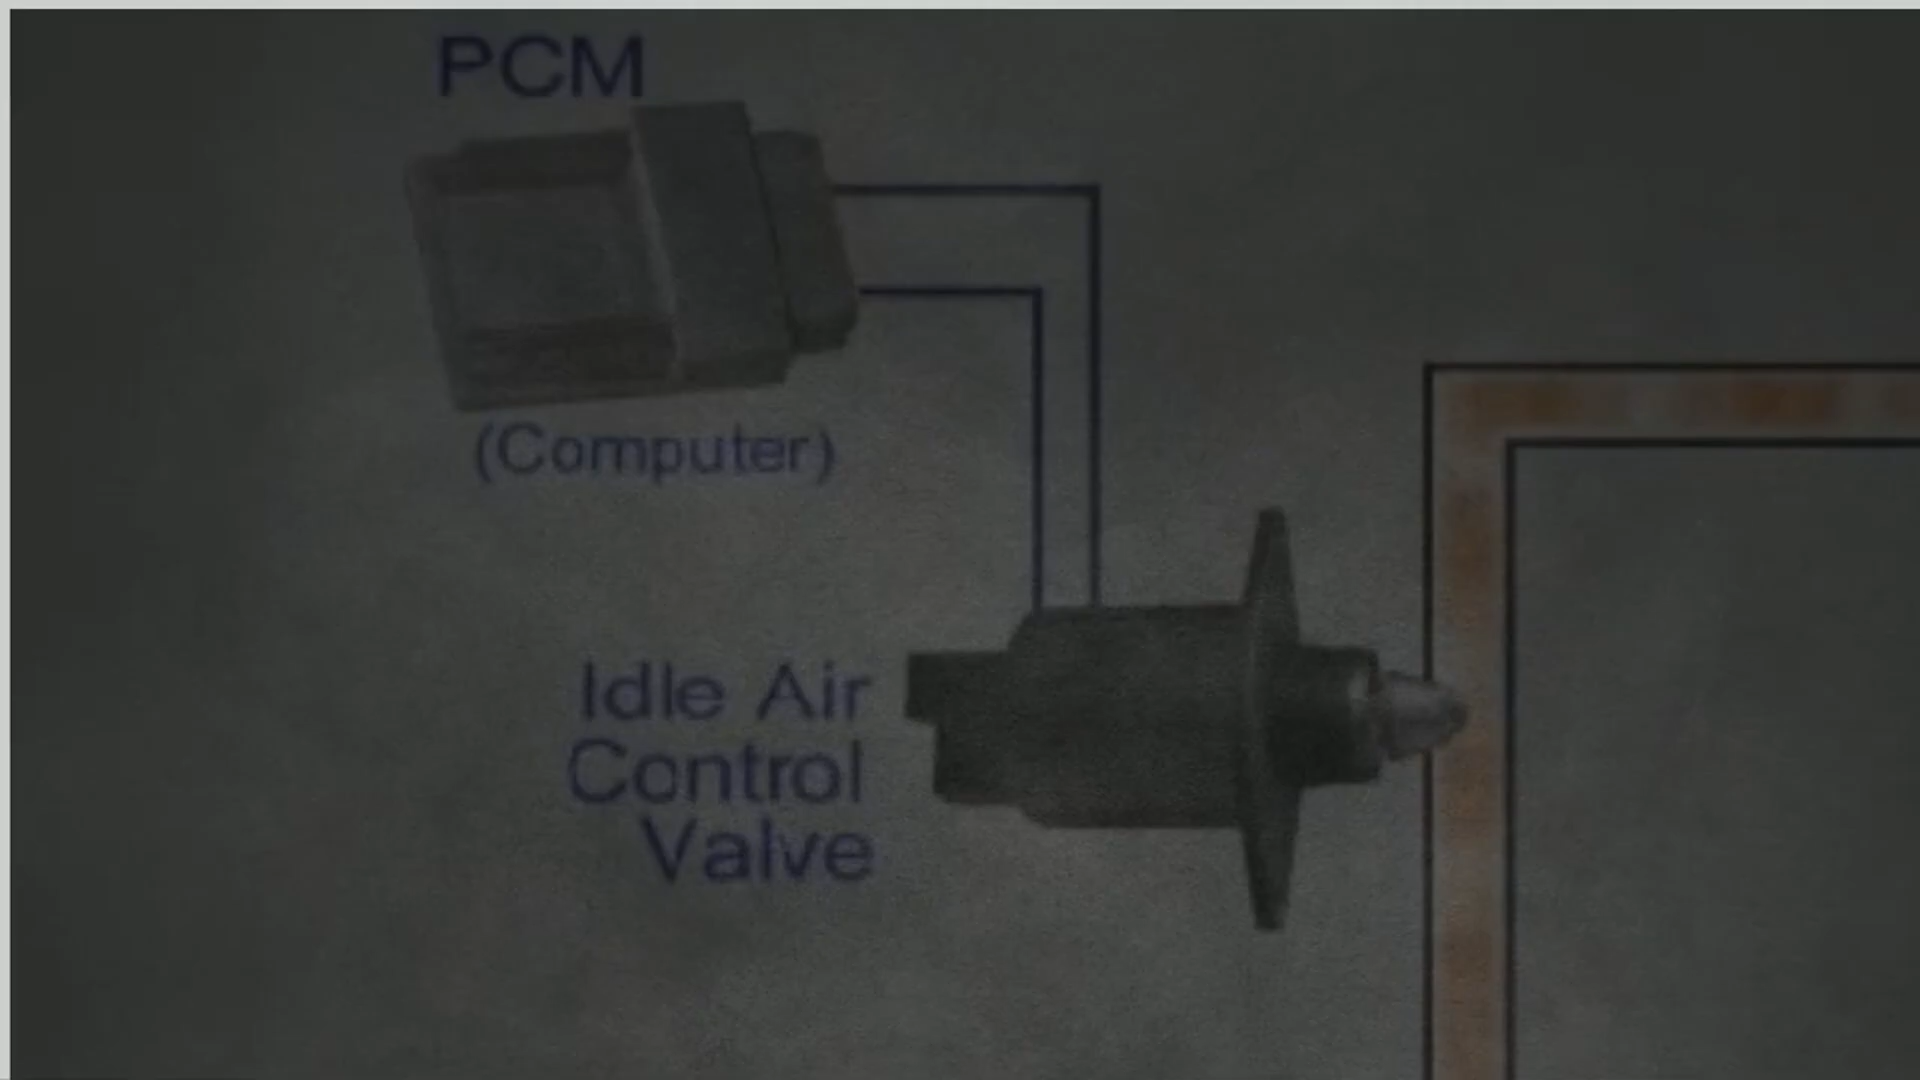 PCM
(Computer)
Idle Air
Control
Valve